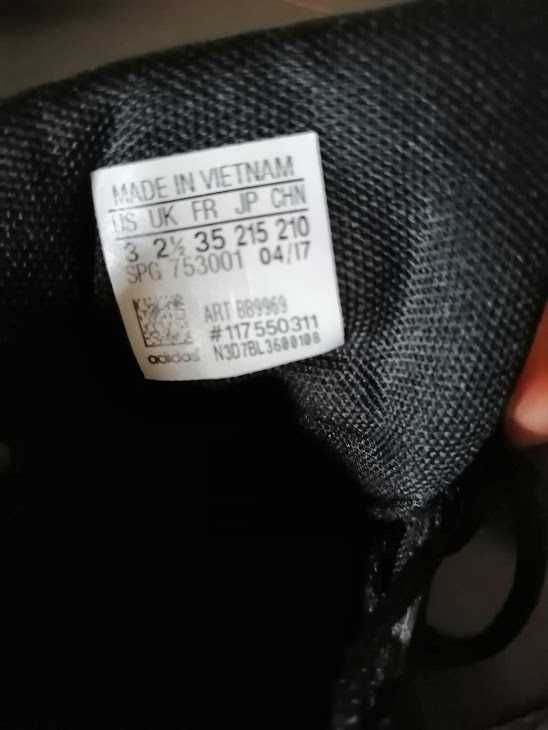 MADE IN VIETNAM
US UK FR JP CHN
3 2½ 35 215 210
SPG 753001 04/17
ART BB9969
#117550311
adidas N3D7BL3600108